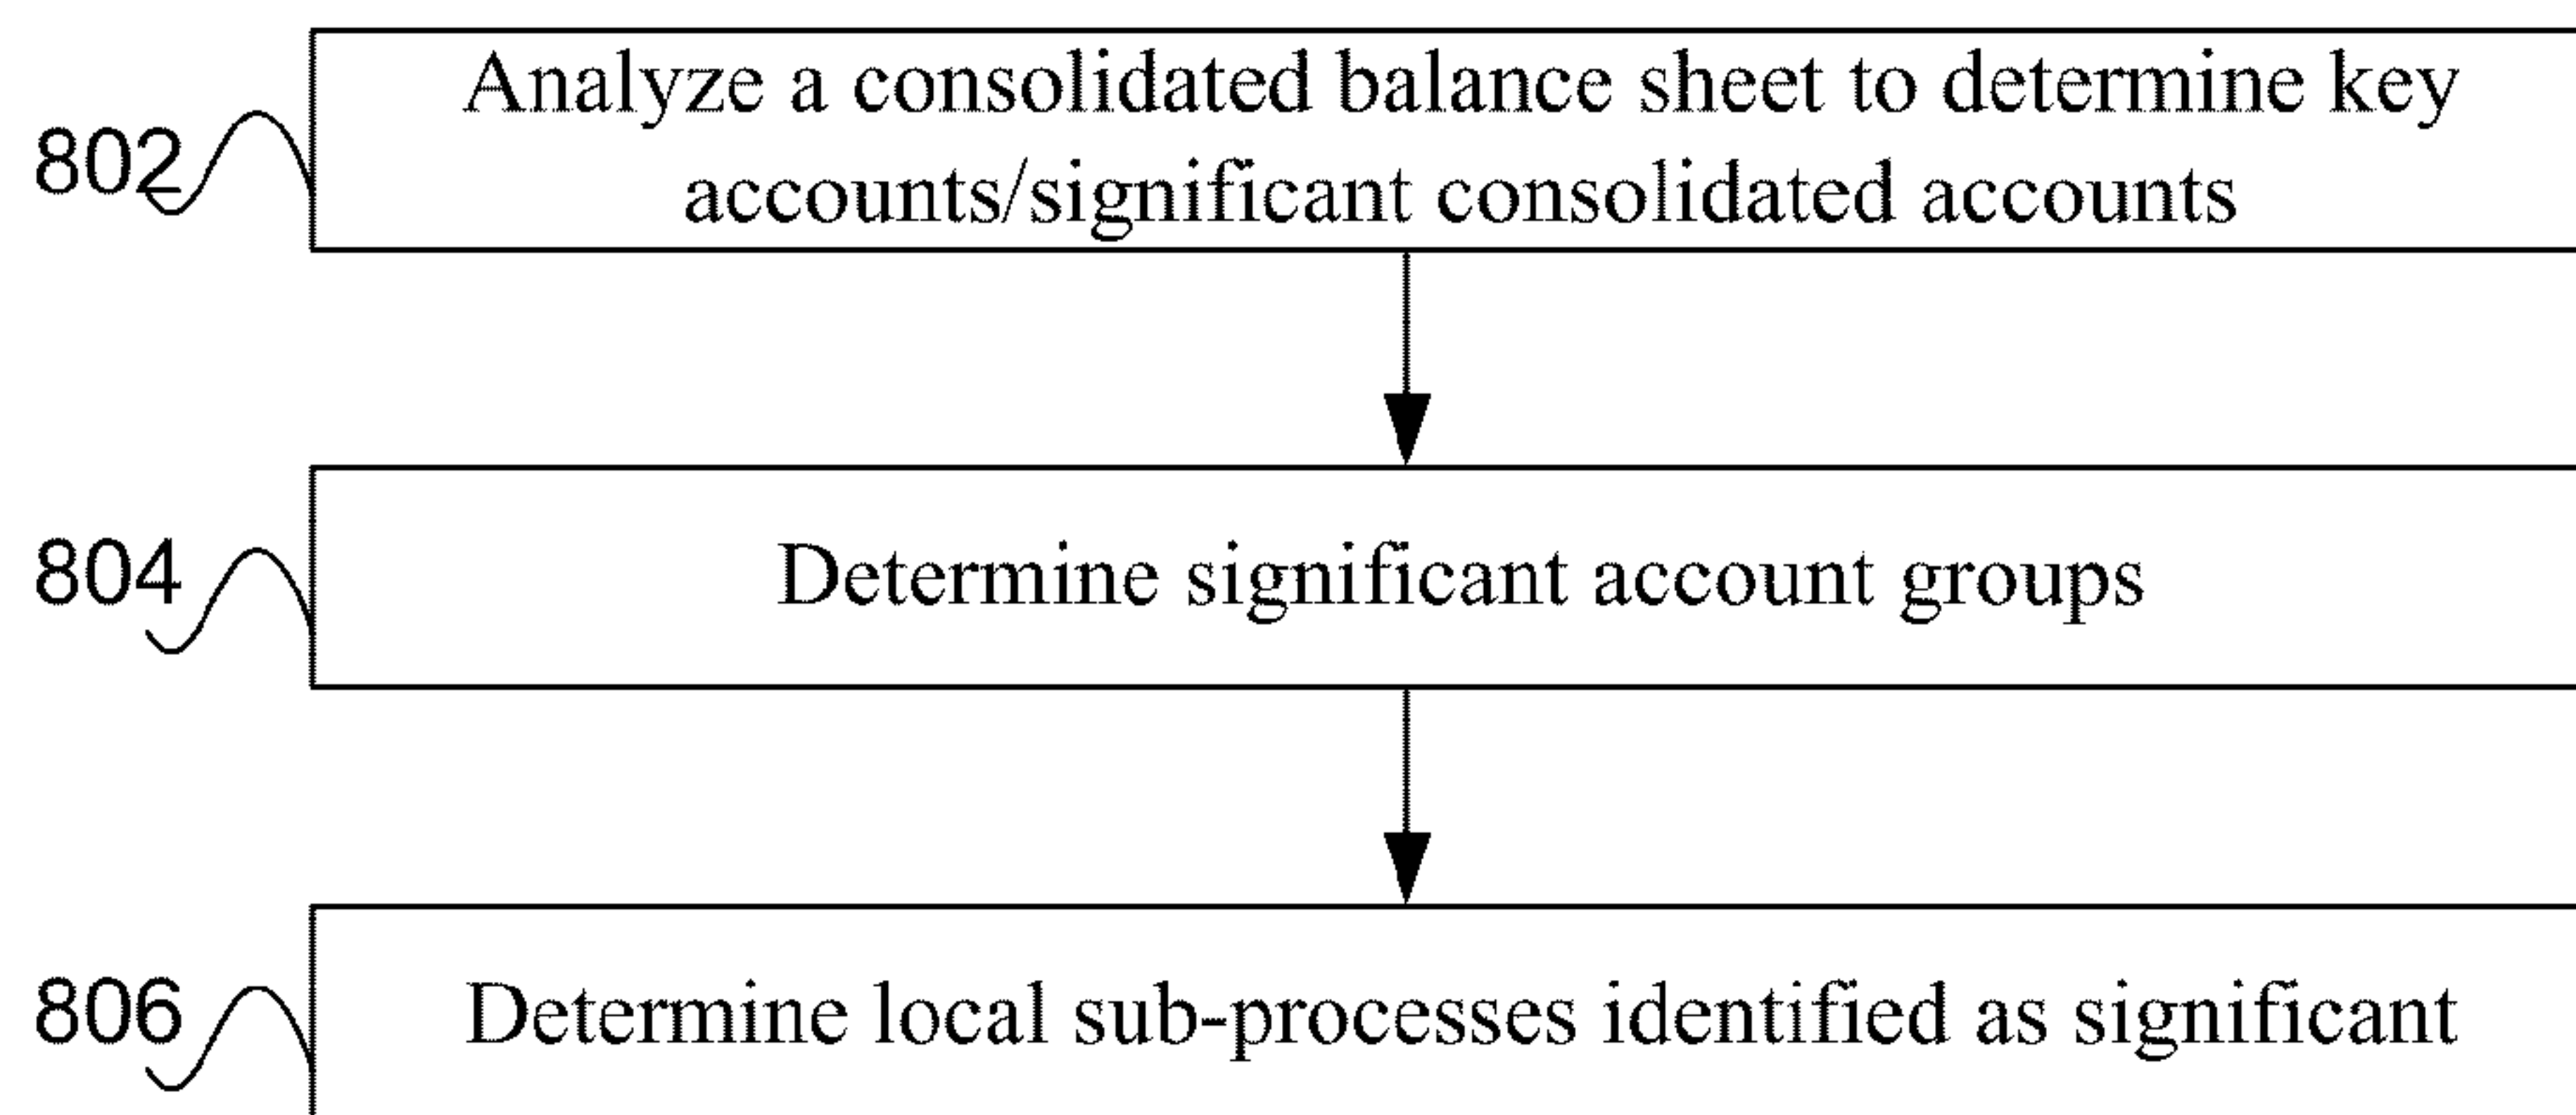 Analyze a consolidated balance sheet to determine key
802
accounts/significant consolidated accounts
804
Determine significant account groups
806
Determine local sub-processes identified as significant